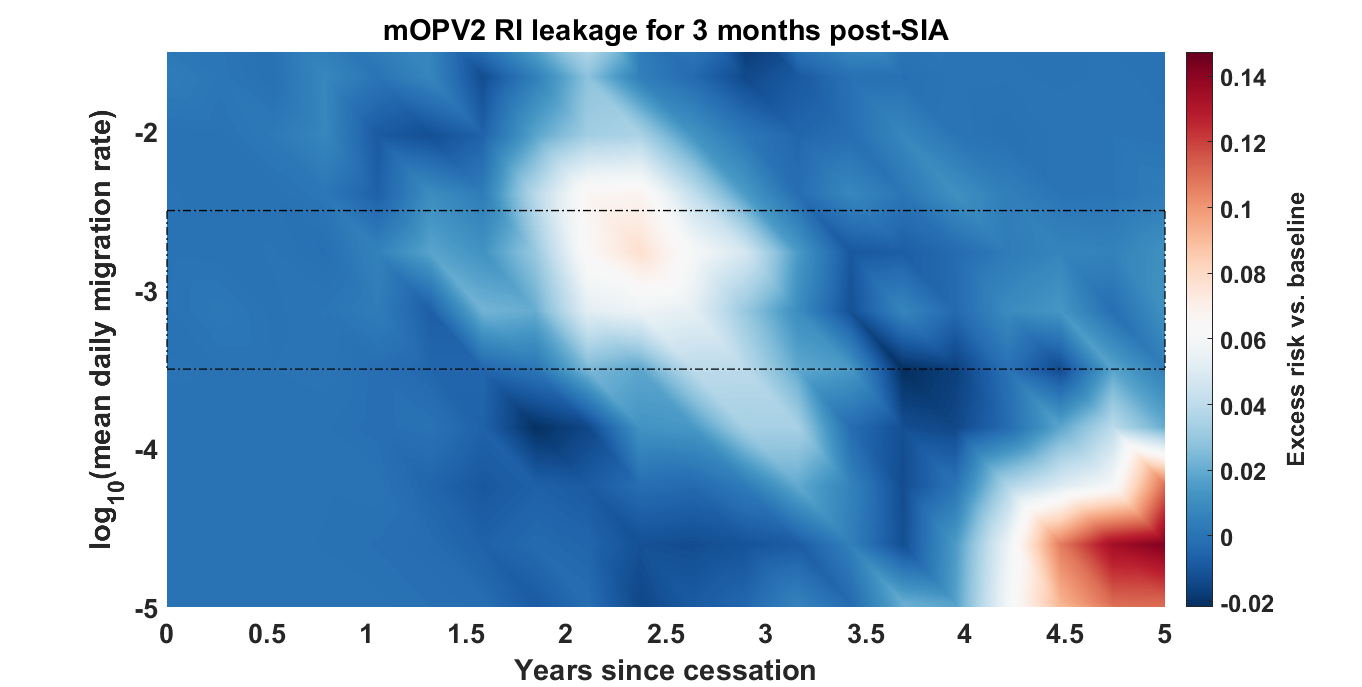 mOPV2 RI leakage for 3 months post-SIA
log10(mean daily migration rate)
-2
-3
-4
-5
0 0.5 1 1.5 2 2.5 3 3.5 4 4.5 5
Years since cessation
0.14
0.12
0.1
0.08
0.06
0.04
0.02
0
-0.02
Excess risk vs. baseline